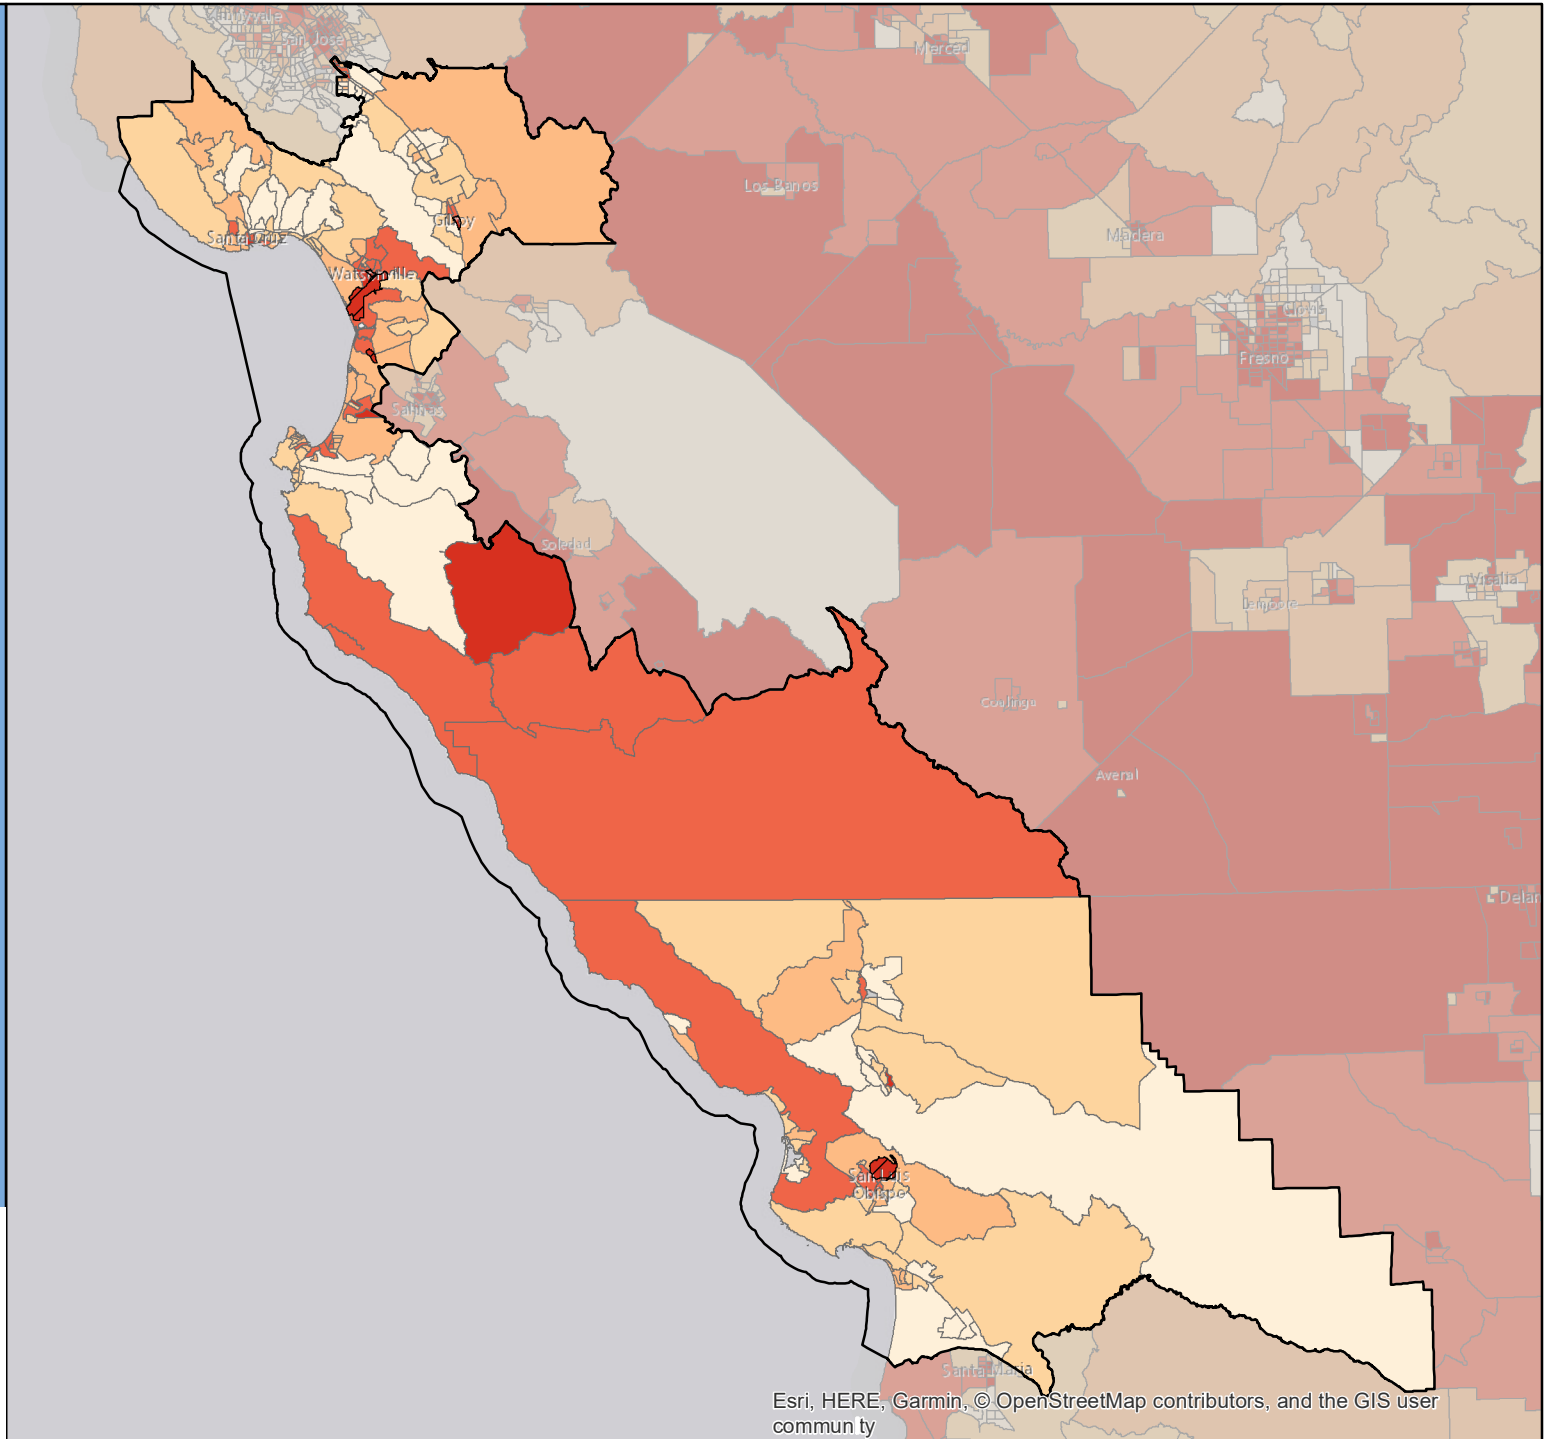 Sunnyvale
San Jose
Merced
Los Banos
Gilroy
Santa Cruz
Madera
Watsonville
Clovis
Fresno
Salinas
Soledad
Visalia
Lemoore
Coalinga
Avenal
Delan
San Luis
Obispo
Santa Maria
Esri, HERE, Garmin, © OpenStreetMap contributors, and the GIS user
community